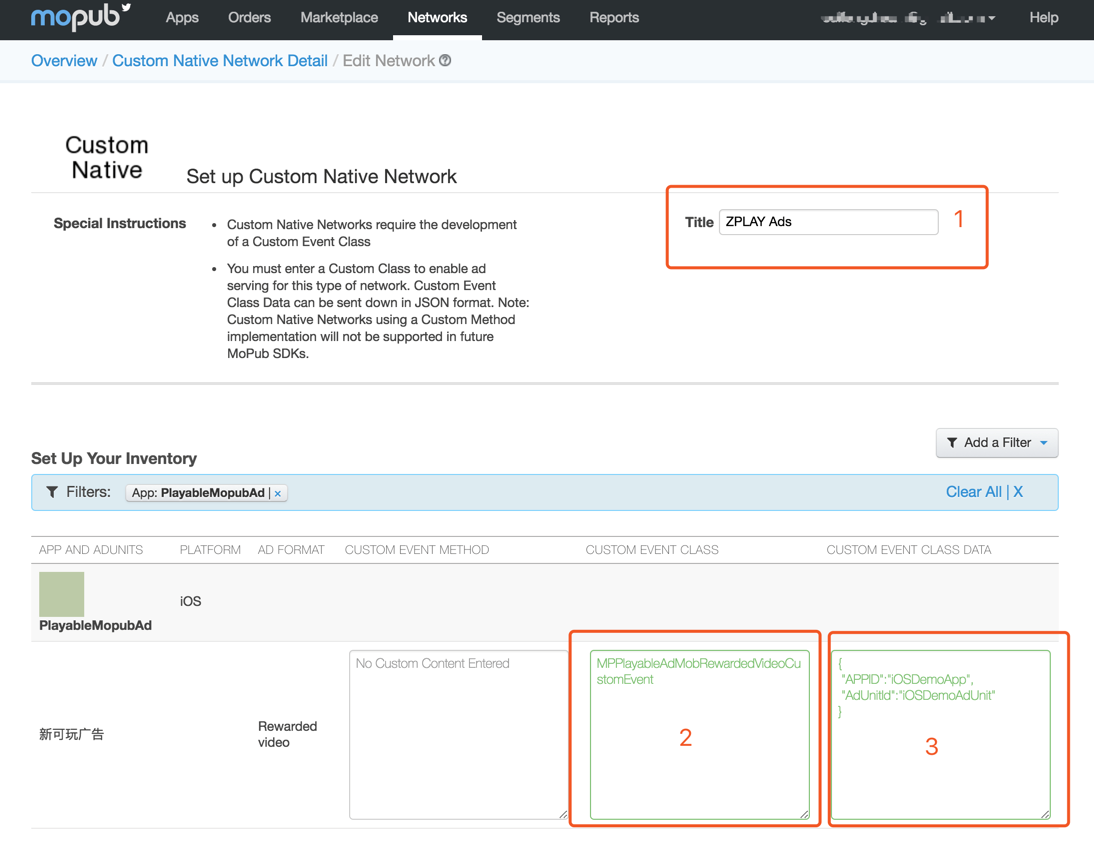 mopub
Apps Orders Marketplace Networks Segments Reports Help
Overview / Custom Native Network Detail / Edit Network ?
Custom
Native
Set up Custom Native Network
Special Instructions
• Custom Native Networks require the development
of a Custom Event Class
• You must enter a Custom Class to enable ad
serving for this type of network. Custom Event
Class Data can be sent down in JSON format. Note:
Custom Native Networks using a Custom Method
implementation will not be supported in future
MoPub SDKs.
Title ZPLAY Ads 1
Add a Filter
Set Up Your Inventory
Filters: App: PlayableMopubAd | × Clear All | X
APP AND ADUNITS PLATFORM AD FORMAT CUSTOM EVENT METHOD CUSTOM EVENT CLASS CUSTOM EVENT CLASS DATA
iOS
PlayableMopubAd
新可玩广告
Rewarded
video
No Custom Content Entered
MPPlayableAdMobRewardedVideoCu
stomEvent
2
{
"APPID":"iOSDemoApp",
"AdUnitId":"iOSDemoAdUnit"
}
3